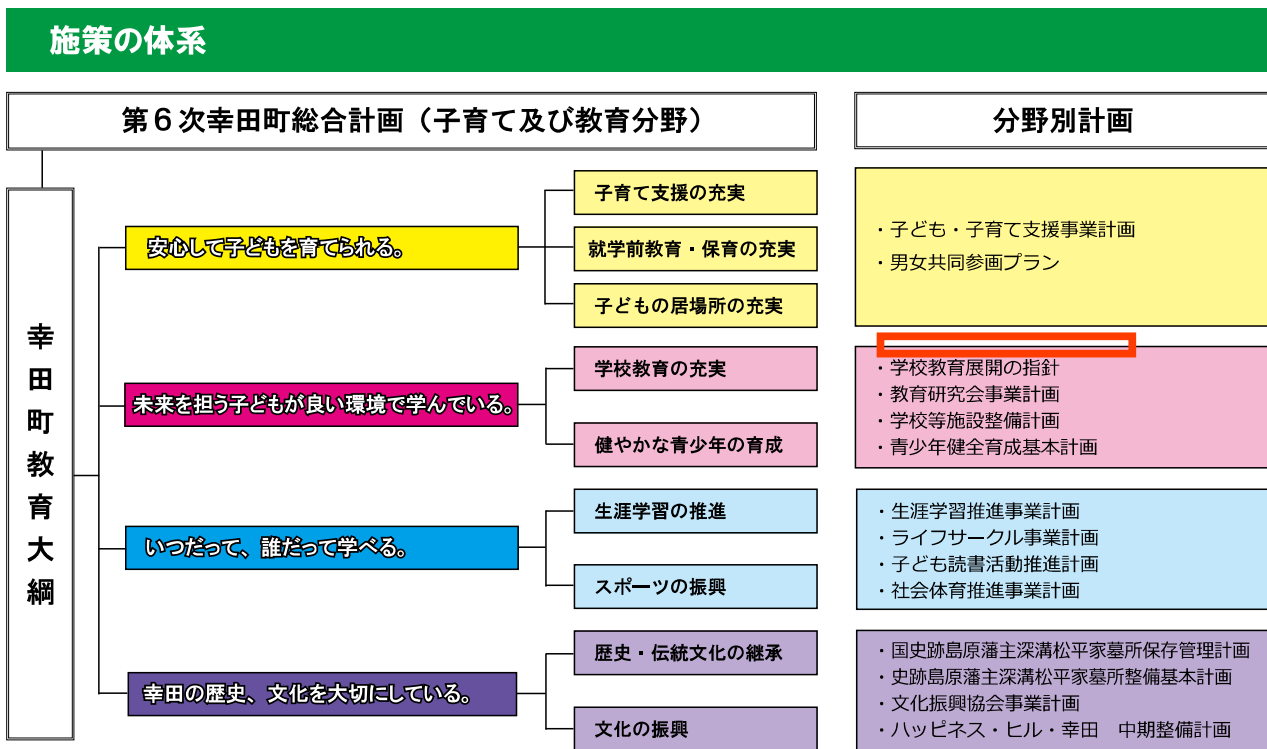 施策の体系
第6次幸田町総合計画（子育て及び教育分野）
分野別計画
幸田町教育大綱
安心して子どもを育てられる。
子育て支援の充実
就学前教育・保育の充実
子どもの居場所の充実
・子ども・子育て支援事業計画
・男女共同参画プラン
未来を担う子どもが良い環境で学んでいる。
学校教育の充実
健やかな青少年の育成
・学校教育展開の指針
・教育研究会事業計画
・学校等施設整備計画
・青少年健全育成基本計画
いつだって、誰だって学べる。
生涯学習の推進
スポーツの振興
・生涯学習推進事業計画
・ライフサークル事業計画
・子ども読書活動推進計画
・社会体育推進事業計画
幸田の歴史、文化を大切にしている。
歴史・伝統文化の継承
文化の振興
・国史跡島原藩主深溝松平家墓所保存管理計画
・史跡島原藩主深溝松平家墓所整備基本計画
・文化振興協会事業計画
・ハッピネス・ヒル・幸田　中期整備計画